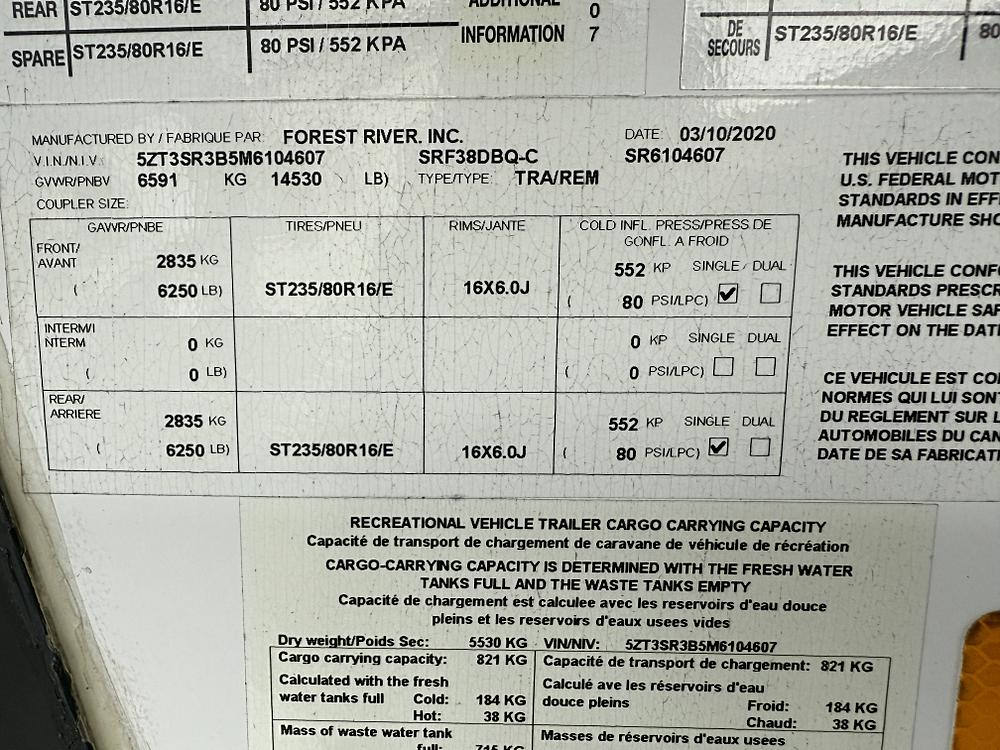 REAR ST235/80R16/E 80 PSI / 552 KPA ADDITIONAL 0
SPARE ST235/80R16/E 80 PSI / 552 KPA INFORMATION 7
DE SECOURS ST235/80R16/E 80
MANUFACTURED BY / FABRIQUE PAR: FOREST RIVER. INC. DATE: 03/10/2020
V.I.N./N.I.V.: 5ZT3SR3B5M6104607 SRF38DBQ-C SR6104607
GVWR/PNBV 6591 KG 14530 LB) TYPE/TYPE: TRA/REM
COUPLER SIZE:
GAWR/PNBE TIRES/PNEU RIMS/JANTE COLD INFL. PRESS/PRESS DE
GONFL. A FROID
FRONT/
AVANT 2835 KG 552 KP SINGLE / DUAL
( 6250 LB) ST235/80R16/E 16X6.0J ( 80 PSI/LPC)
INTERM/I
NTERM 0 KG 0 KP SINGLE DUAL
( 0 LB) ( 0 PSI/LPC)
REAR/
ARRIERE 2835 KG 552 KP SINGLE DUAL
( 6250 LB) ST235/80R16/E 16X6.0J ( 80 PSI/LPC)
THIS VEHICLE CON
U.S. FEDERAL MOT
STANDARDS IN EFF
MANUFACTURE SHO
THIS VEHICLE CONF
STANDARDS PRESCR
MOTOR VEHICLE SAF
EFFECT ON THE DATE
CE VEHICULE EST CO
NORMES QUI LUI SONT
DU REGLEMENT SUR L
AUTOMOBILES DU CAN
DATE DE SA FABRICATI
RECREATIONAL VEHICLE TRAILER CARGO CARRYING CAPACITY
Capacité de transport de chargement de caravane de véhicule de récréation
CARGO-CARRYING CAPACITY IS DETERMINED WITH THE FRESH WATER
TANKS FULL AND THE WASTE TANKS EMPTY
Capacité de chargement est calculee avec les reservoirs d'eau douce
pleins et les reservoirs d'eaux usees vides
Dry weight/Poids Sec: 5530 KG VIN/NIV: 5ZT3SR3B5M6104607
Cargo carrying capacity: 821 KG Capacité de transport de chargement: 821 KG
Calculated with the fresh Calculé ave les réservoirs d'eau
water tanks full Cold: 184 KG douce pleins Froid: 184 KG
Hot: 38 KG Chaud: 38 KG
Mass of waste water tank Masses de réservoirs d'eaux
full: 715 KG